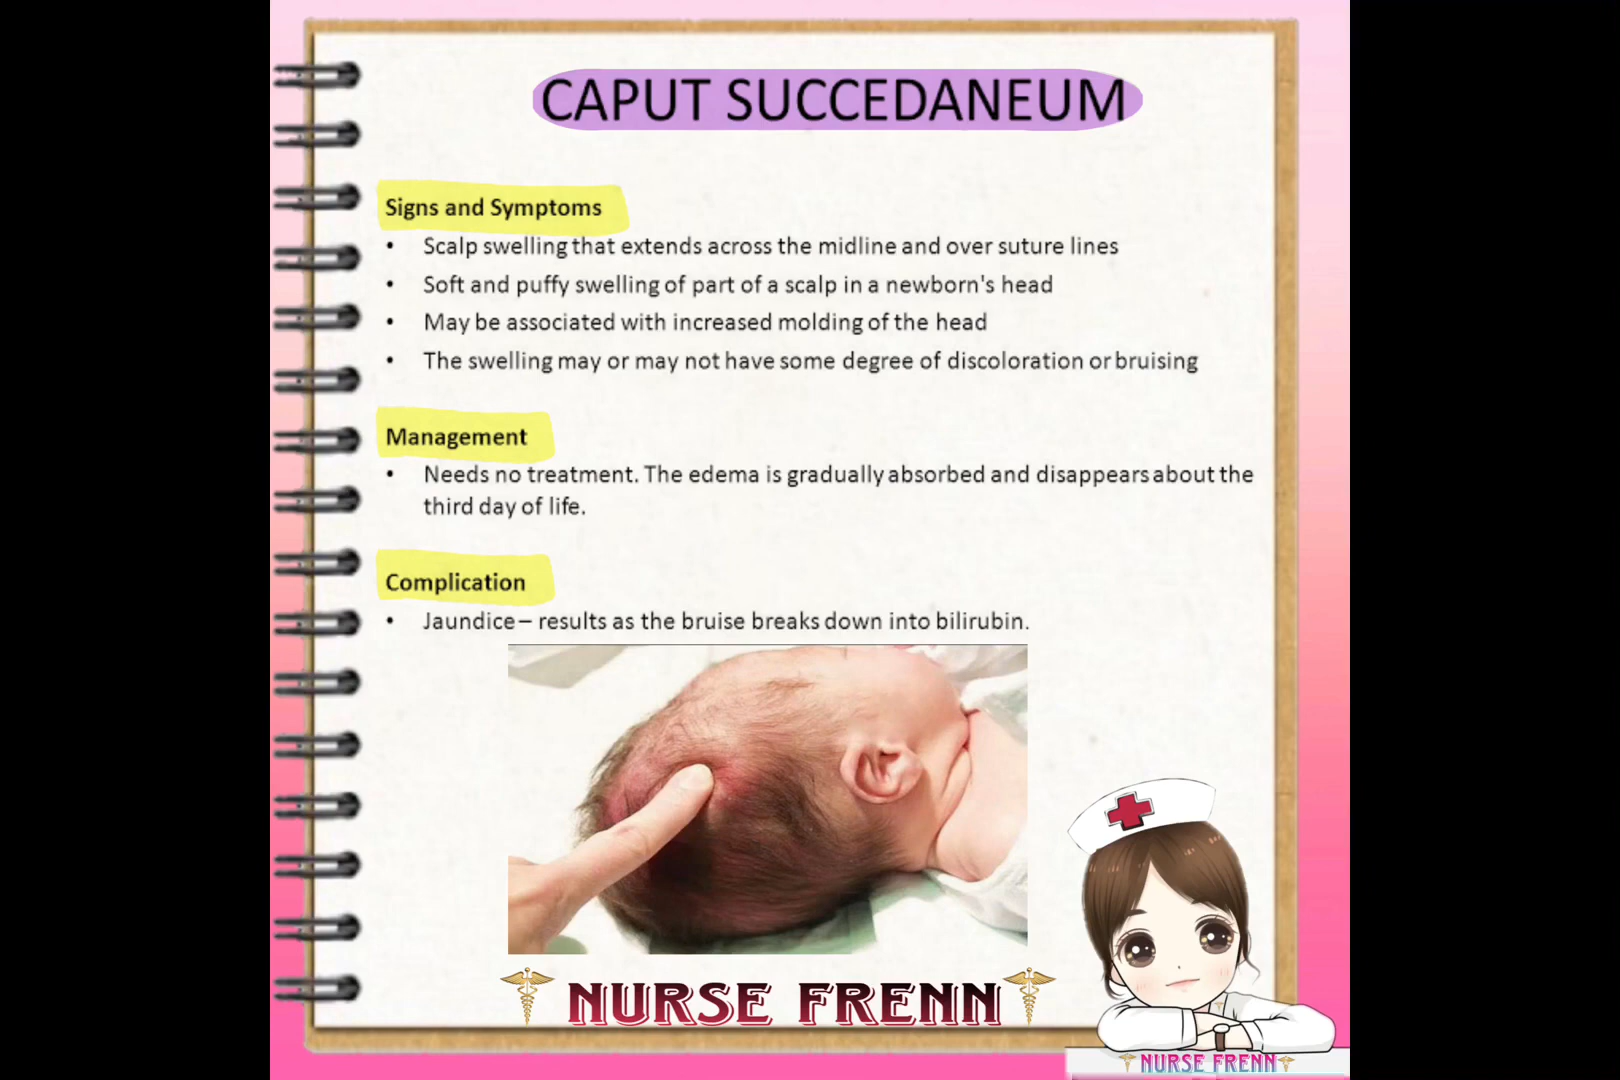 CAPUT SUCCEDANEUM
Signs and Symptoms
• Scalp swelling that extends across the midline and over suture lines
• Soft and puffy swelling of part of a scalp in a newborn's head
• May be associated with increased molding of the head
• The swelling may or may not have some degree of discoloration or bruising
Management
• Needs no treatment. The edema is gradually absorbed and disappears about the
third day of life.
Complication
• Jaundice – results as the bruise breaks down into bilirubin.
NURSE FRENN
NURSE FRENN